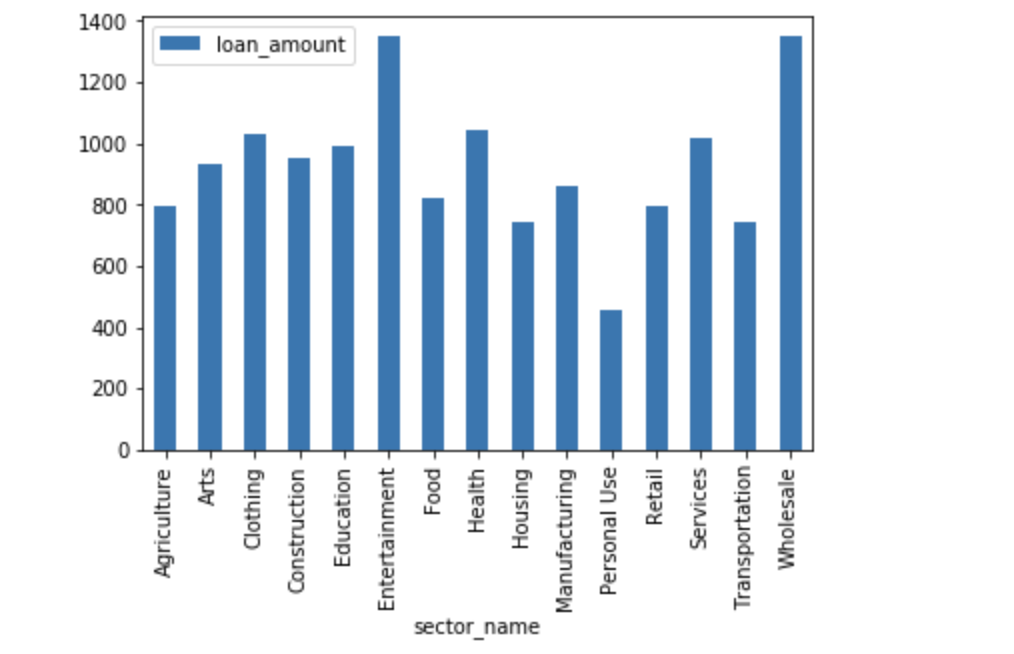 1400
1200
1000
800
600
400
200
0
loan_amount
Agriculture
Arts
Clothing
Construction
Education
Entertainment
Food
Health
Housing
Manufacturing
Personal Use
Retail
Services
Transportation
Wholesale
sector_name